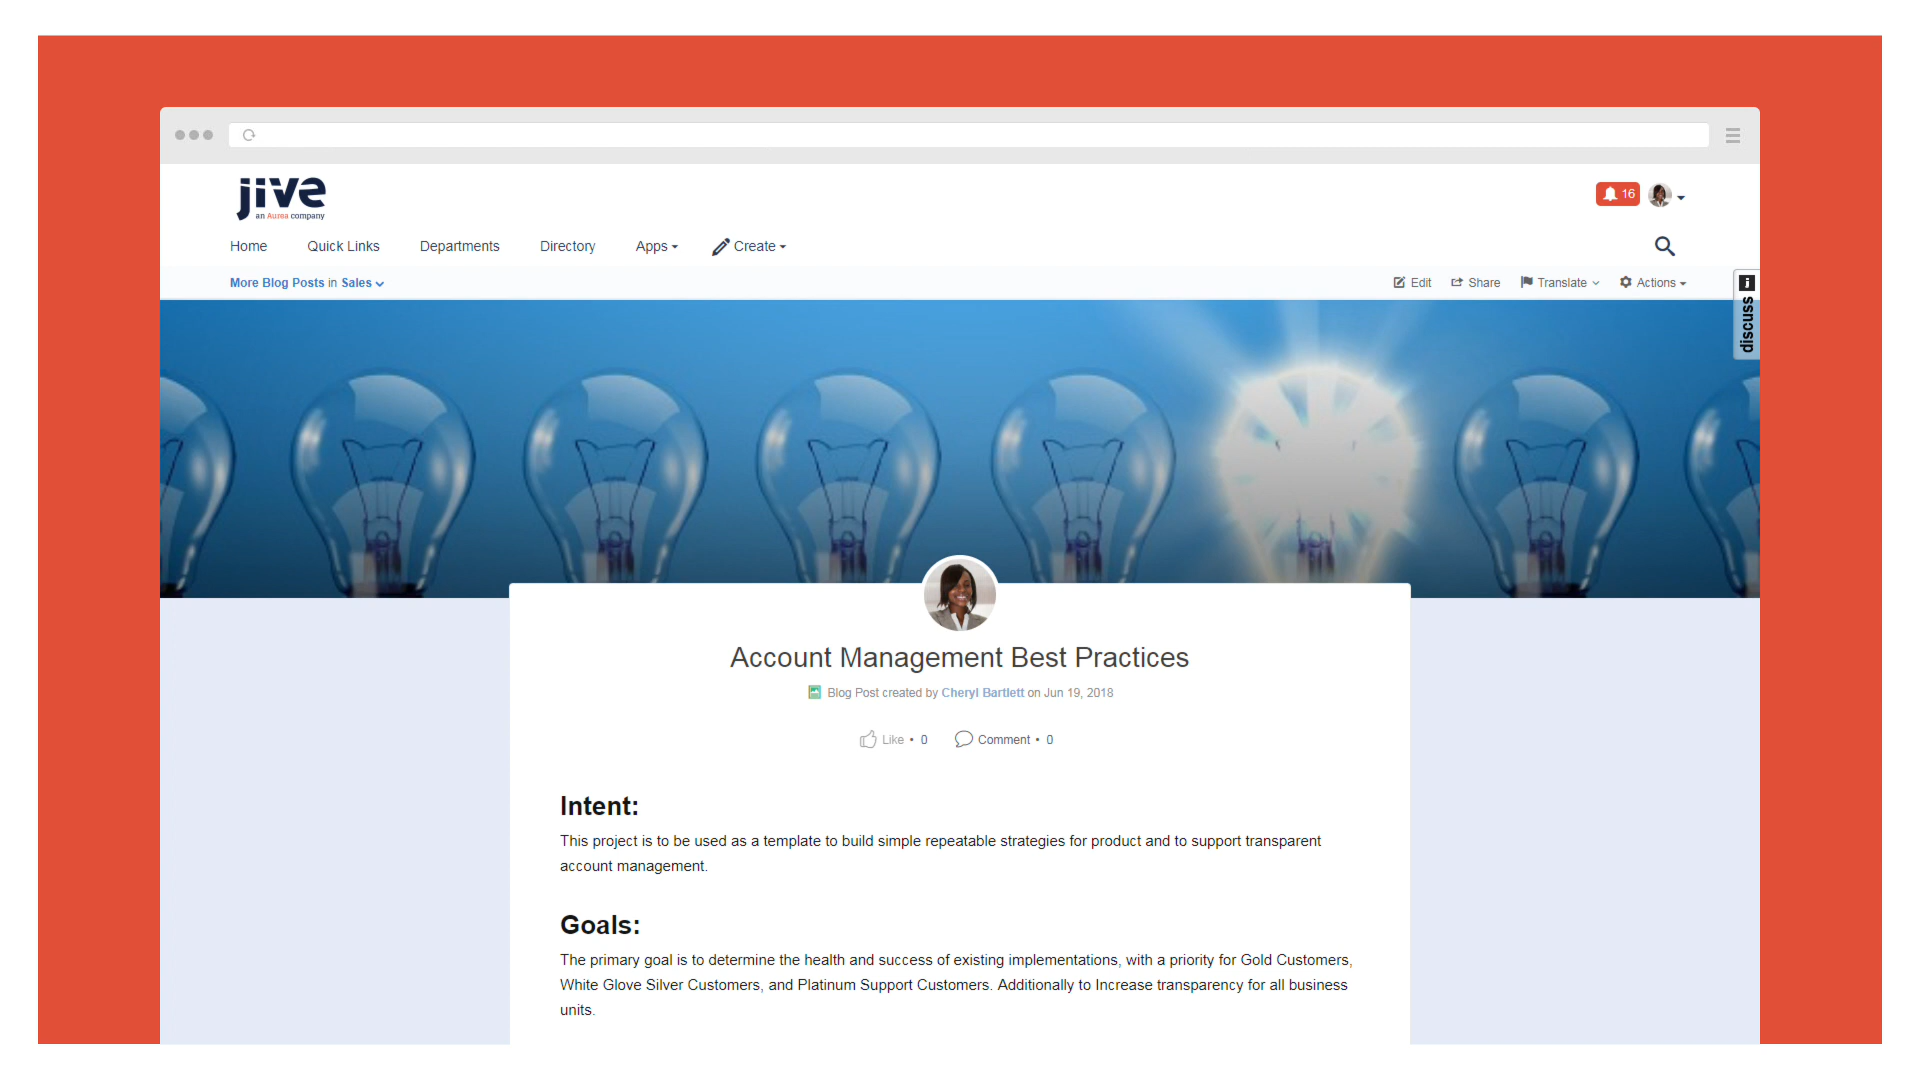 jive
an Aurea company
16
Home Quick Links Departments Directory Apps Create
More Blog Posts in Sales
Edit Share Translate Actions
discuss
Account Management Best Practices
Blog Post created by Cheryl Bartlett on Jun 19, 2018
Like • 0 Comment • 0
Intent:
This project is to be used as a template to build simple repeatable strategies for product and to support transparent
account management.
Goals:
The primary goal is to determine the health and success of existing implementations, with a priority for Gold Customers,
White Glove Silver Customers, and Platinum Support Customers. Additionally to Increase transparency for all business
units.